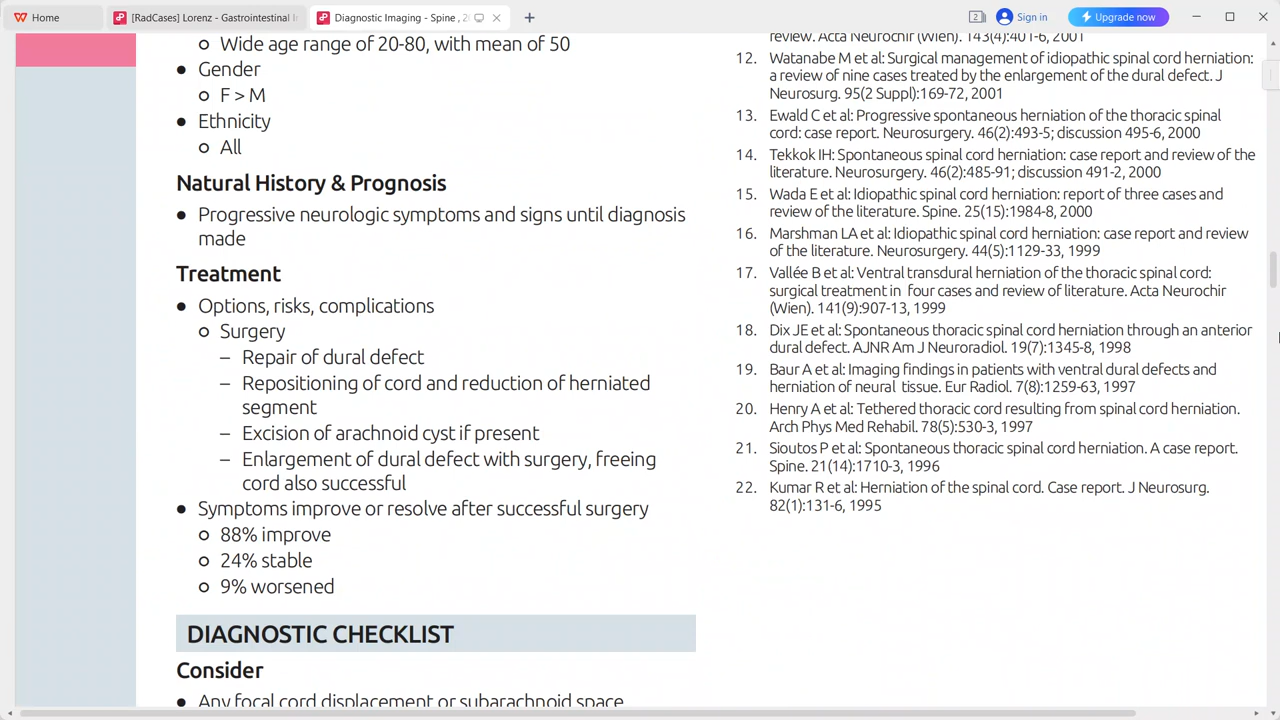 Home
[RadCases] Lorenz - Gastrointestinal I
Diagnostic Imaging - Spine , 2
2
Sign in
Upgrade now
○ Wide age range of 20-80, with mean of 50
● Gender
○ F > M
● Ethnicity
○ All
Natural History & Prognosis
● Progressive neurologic symptoms and signs until diagnosis
made
Treatment
● Options, risks, complications
○ Surgery
– Repair of dural defect
– Repositioning of cord and reduction of herniated
segment
– Excision of arachnoid cyst if present
– Enlargement of dural defect with surgery, freeing
cord also successful
● Symptoms improve or resolve after successful surgery
○ 88% improve
○ 24% stable
○ 9% worsened
DIAGNOSTIC CHECKLIST
Consider
● Any focal cord displacement or subarachnoid space
review. Acta Neurochir (Wien). 143(4):401-6, 2001
12. Watanabe M et al: Surgical management of idiopathic spinal cord herniation:
a review of nine cases treated by the enlargement of the dural defect. J
Neurosurg. 95(2 Suppl):169-72, 2001
13. Ewald C et al: Progressive spontaneous herniation of the thoracic spinal
cord: case report. Neurosurgery. 46(2):493-5; discussion 495-6, 2000
14. Tekkok IH: Spontaneous spinal cord herniation: case report and review of the
literature. Neurosurgery. 46(2):485-91; discussion 491-2, 2000
15. Wada E et al: Idiopathic spinal cord herniation: report of three cases and
review of the literature. Spine. 25(15):1984-8, 2000
16. Marshman LA et al: Idiopathic spinal cord herniation: case report and review
of the literature. Neurosurgery. 44(5):1129-33, 1999
17. Vallée B et al: Ventral transdural herniation of the thoracic spinal cord:
surgical treatment in four cases and review of literature. Acta Neurochir
(Wien). 141(9):907-13, 1999
18. Dix JE et al: Spontaneous thoracic spinal cord herniation through an anterior
dural defect. AJNR Am J Neuroradiol. 19(7):1345-8, 1998
19. Baur A et al: Imaging findings in patients with ventral dural defects and
herniation of neural tissue. Eur Radiol. 7(8):1259-63, 1997
20. Henry A et al: Tethered thoracic cord resulting from spinal cord herniation.
Arch Phys Med Rehabil. 78(5):530-3, 1997
21. Sioutos P et al: Spontaneous thoracic spinal cord herniation. A case report.
Spine. 21(14):1710-3, 1996
22. Kumar R et al: Herniation of the spinal cord. Case report. J Neurosurg.
82(1):131-6, 1995